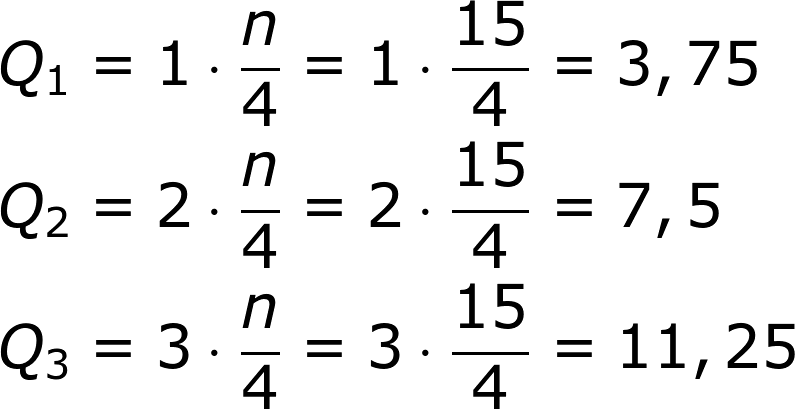 Q₁ = 1 · n/4 = 1 · 15/4 = 3,75
Q₂ = 2 · n/4 = 2 · 15/4 = 7,5
Q₃ = 3 · n/4 = 3 · 15/4 = 11,25